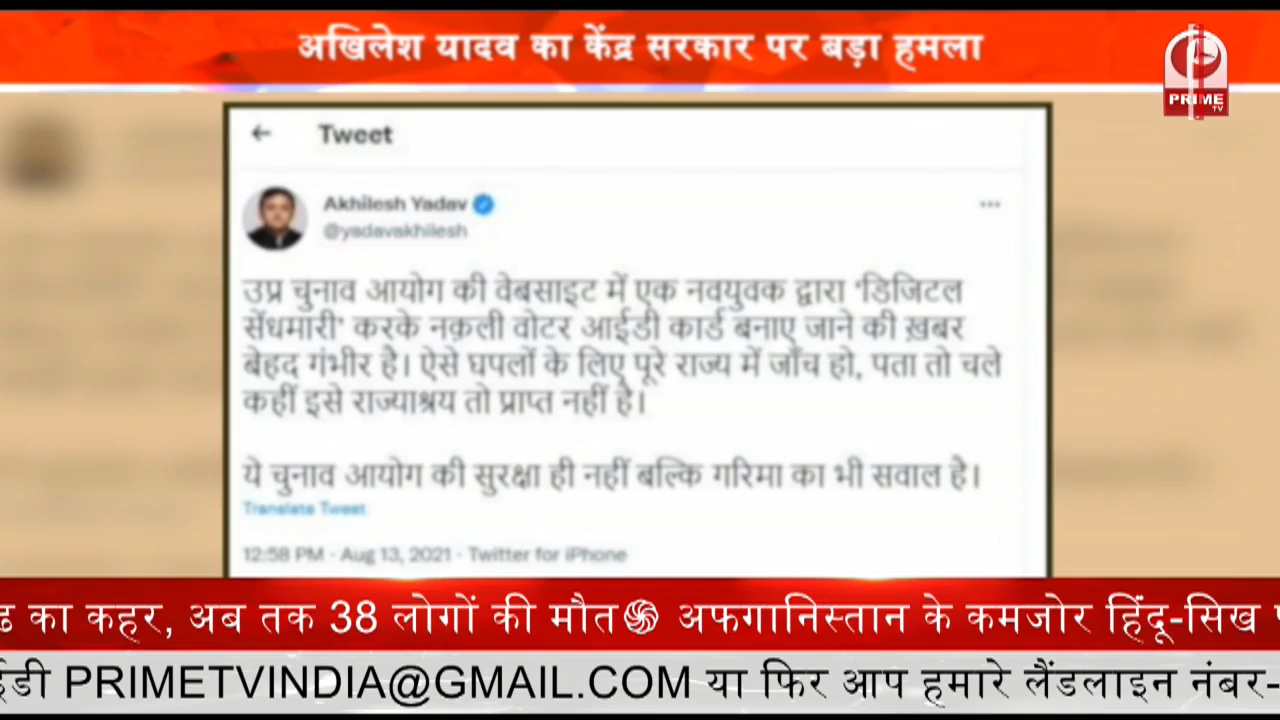 अखिलेश यादव का केंद्र सरकार पर बड़ा हमला
PRIME
TV
Tweet
Akhilesh Yadav
@yadavakhilesh
उप्र चुनाव आयोग की वेबसाइट में एक नवयुवक द्वारा ‘डिजिटल
सेंधमारी’ करके नक़ली वोटर आईडी कार्ड बनाए जाने की ख़बर
बेहद गंभीर है। ऐसे घपलों के लिए पूरे राज्य में जाँच हो, पता तो चले
कहीं इसे राज्याश्रय तो प्राप्त नहीं है।
ये चुनाव आयोग की सुरक्षा ही नहीं बल्कि गरिमा का भी सवाल है।
Translate Tweet
12:58 PM · Aug 13, 2021 · Twitter for iPhone
का कहर, अब तक 38 लोगों की मौत अफगानिस्तान के कमजोर हिंदू-सिख
PRIMETVINDIA@GMAIL.COM या फिर आप हमारे लैंडलाइन नंबर-